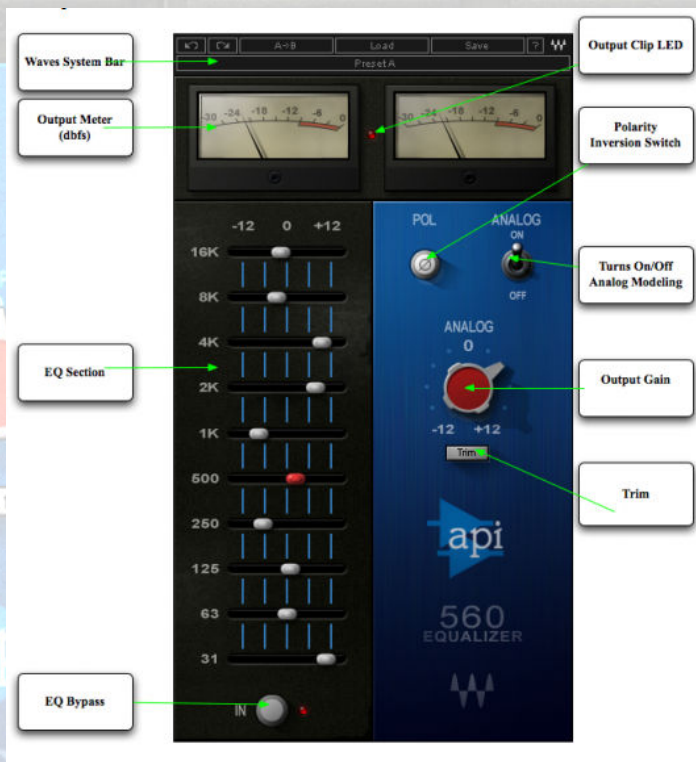 Waves System Bar
A->B
Load
Save
?
Output Clip LED
Preset A
Output Meter
(dbfs)
-30 -24 -18 -12 -6 0
-30 -24 -18 -12 -6 0
Polarity
Inversion Switch
-12 0 +12
POL
ANALOG
ON
OFF
Turns On/Off
Analog Modeling
16K
8K
4K
2K
1K
500
250
125
63
31
EQ Section
ANALOG
0
-12 +12
Output Gain
Trim
Trim
api
560
EQUALIZER
EQ Bypass
IN